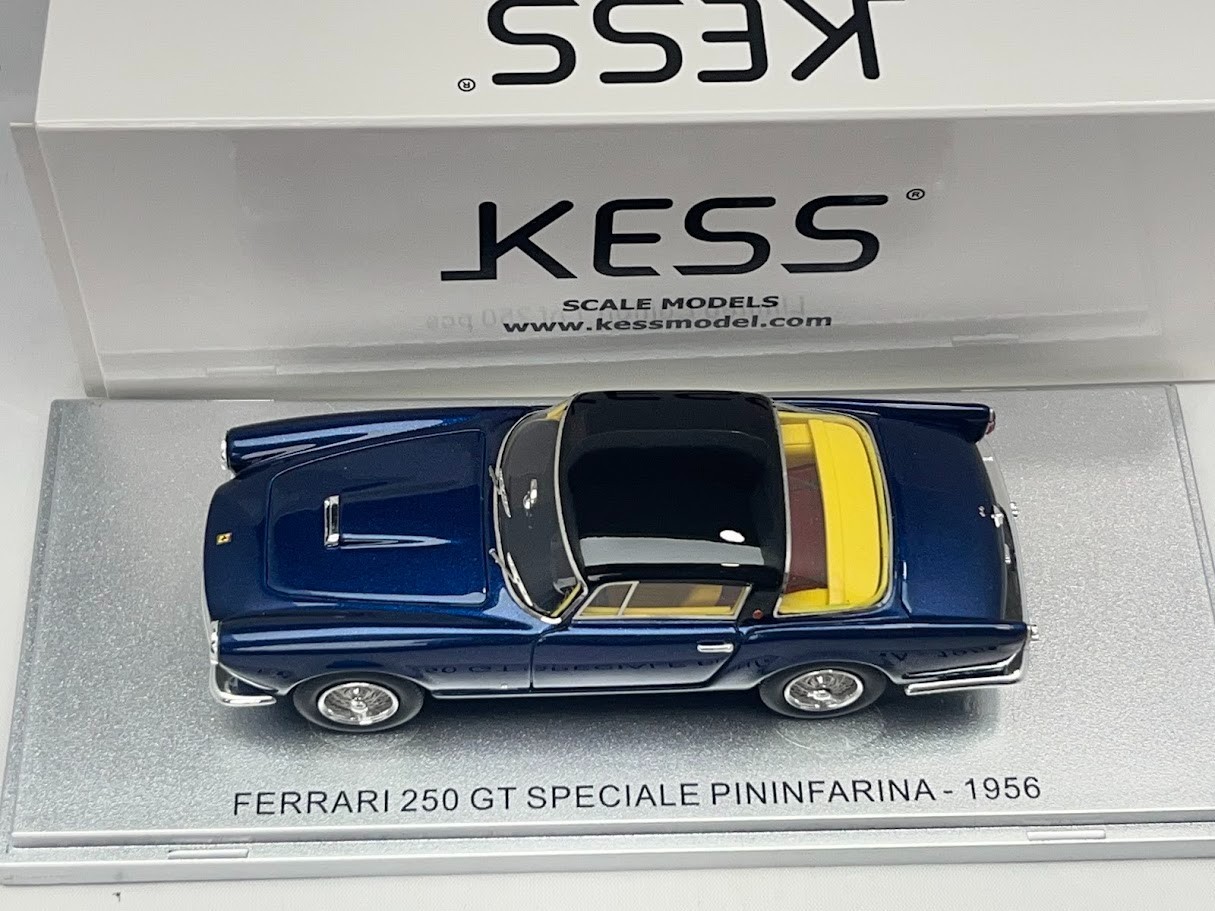 KESS®
KESS®
SCALE MODELS
www.kessmodel.com
FERRARI 250 GT SPECIALE PININFARINA - 1956